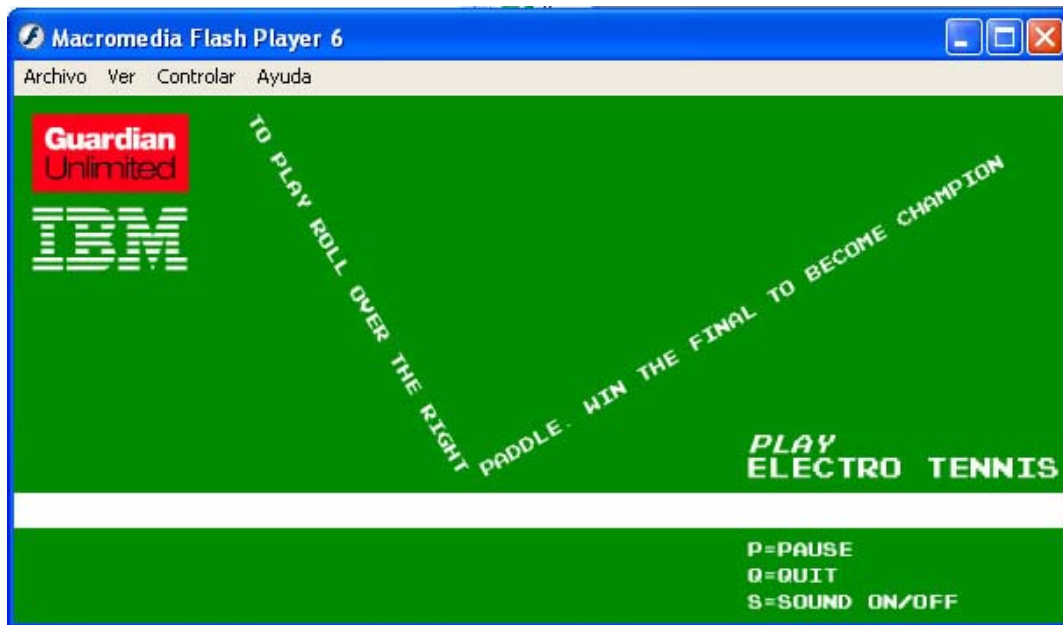 Macromedia Flash Player 6
Archivo Ver Controlar Ayuda
Guardian
Unlimited
IBM
TO PLAY ROLL OVER THE RIGHT
PADDLE. WIN THE FINAL TO BECOME CHAMPION
PLAY
ELECTRO TENNIS
P=PAUSE
Q=QUIT
S=SOUND ON/OFF